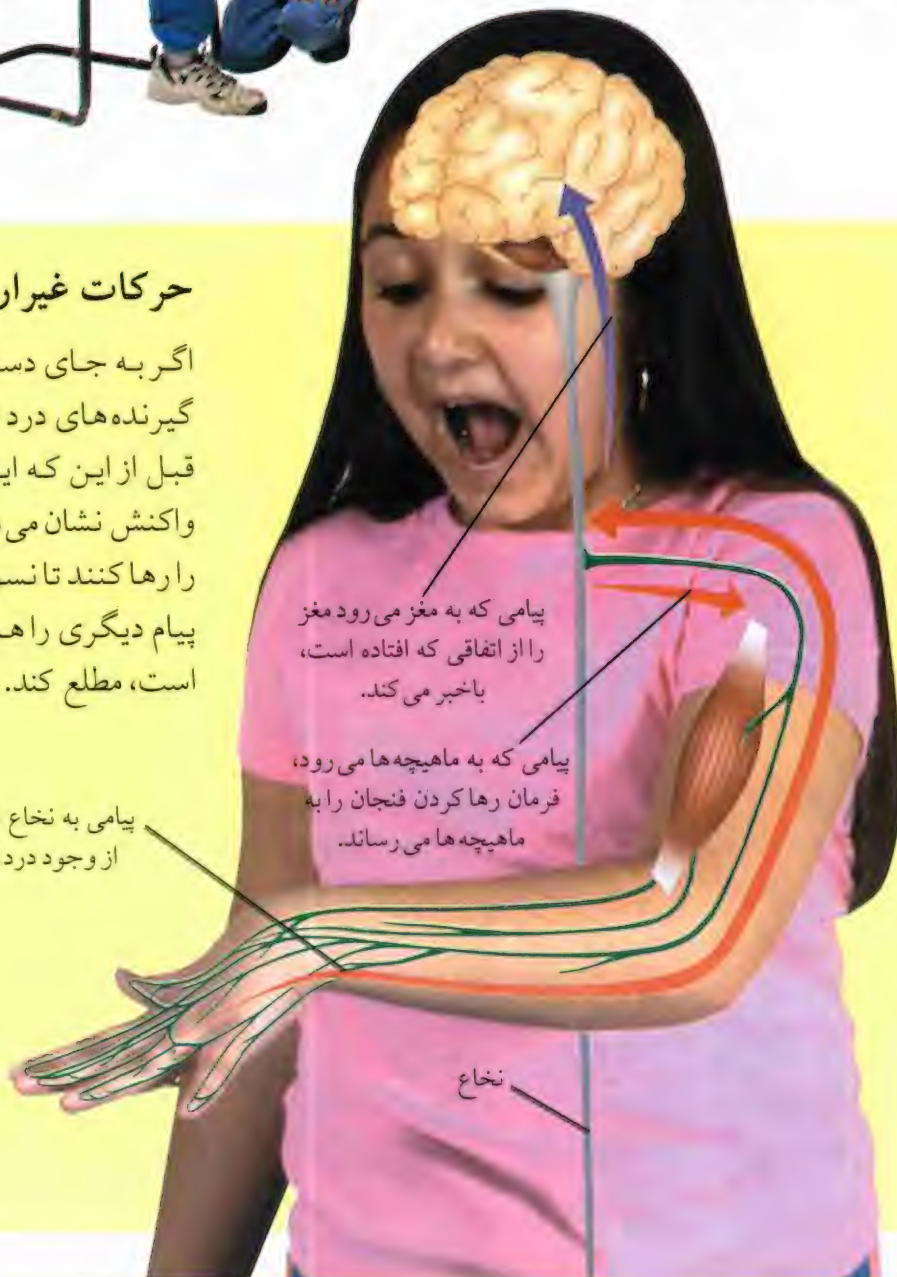 حرکات غیرار
اگر به جای دس
گیرنده‌های درد
قبل از این که ای
واکنش نشان می‌
را رها کنند تا نس
پیام دیگری را هـ
است، مطلع کند.
پیامی که به مغز می‌رود مغز
را از اتفاقی که افتاده است،
باخبر می‌کند.
پیامی که به ماهیچه‌ها می‌رود،
فرمان رها کردن فنجان را به
ماهیچه‌ها می‌رساند.
پیامی به نخاع
از وجود درد
نخاع